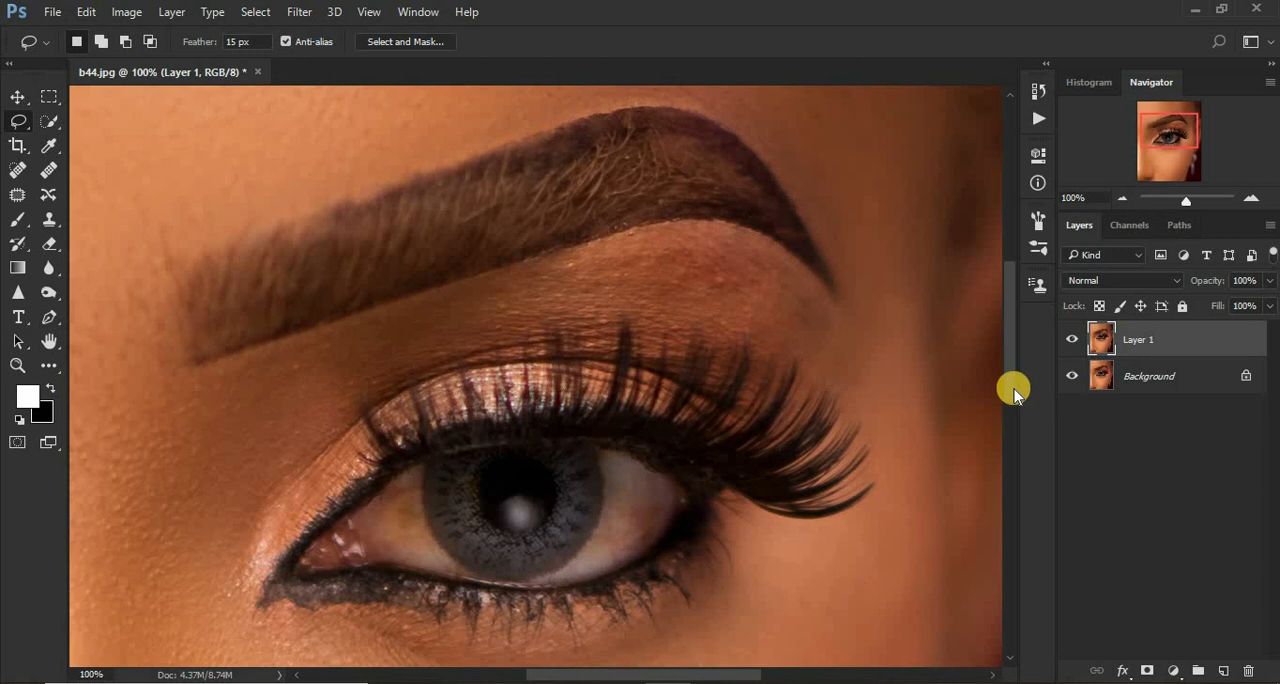 Ps File Edit Image Layer Type Select Filter 3D View Window Help
Feather: 15 px Anti-alias Select and Mask...
b44.jpg @ 100% (Layer 1, RGB/8) * ×
Histogram Navigator
100%
Layers Channels Paths
Kind
Normal Opacity: 100%
Lock: Fill: 100%
Layer 1
Background
100% Doc: 4.37M/8.74M
fx